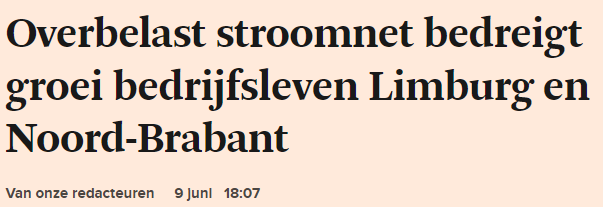 Overbelast stroomnet bedreigt
groei bedrijfsleven Limburg en
Noord-Brabant
Van onze redacteuren 9 juni 18:07